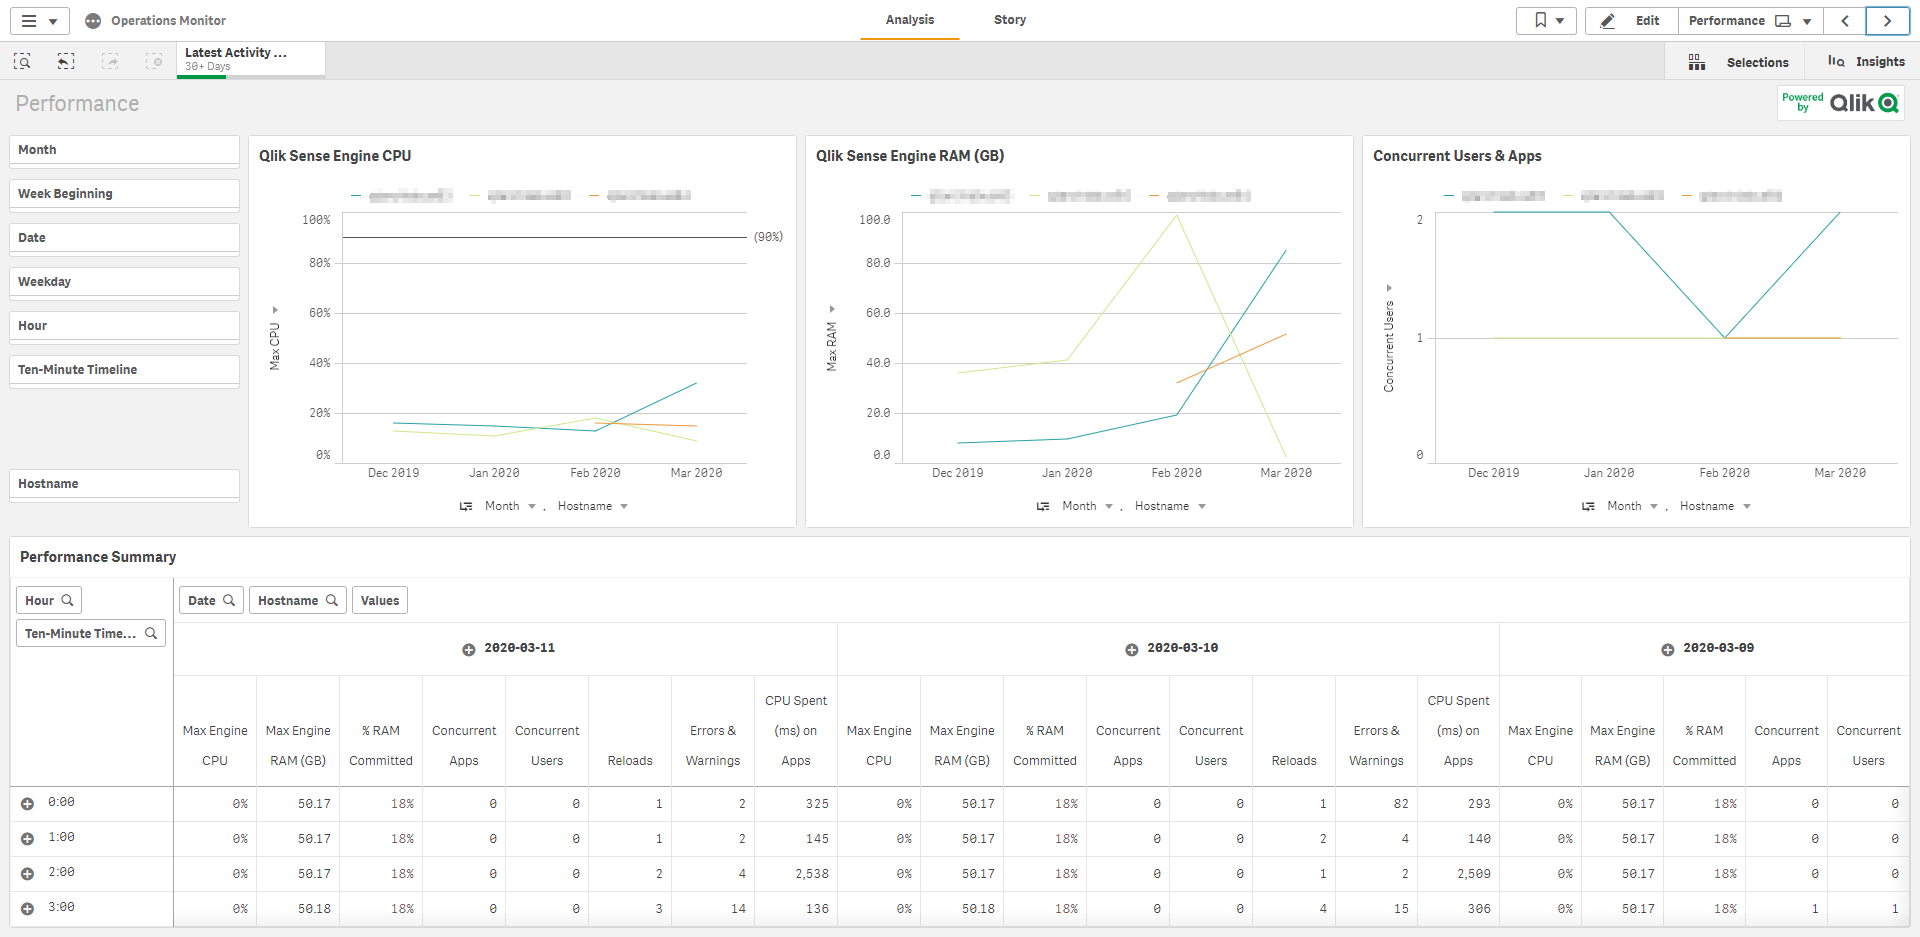 Operations Monitor
Analysis
Story
Edit
Performance
Latest Activity ...
30+ Days
Selections
Insights
Performance
Powered by Qlik
Month
Week Beginning
Date
Weekday
Hour
Ten-Minute Timeline
Hostname
Qlik Sense Engine CPU
100%
(90%)
80%
60%
40%
20%
0%
Max CPU
Dec 2019 Jan 2020 Feb 2020 Mar 2020
Month , Hostname
Qlik Sense Engine RAM (GB)
100.0
80.0
60.0
40.0
20.0
0.0
Max RAM
Dec 2019 Jan 2020 Feb 2020 Mar 2020
Month , Hostname
Concurrent Users & Apps
2
1
0
Concurrent Users
Dec 2019 Jan 2020 Feb 2020 Mar 2020
Month , Hostname
Performance Summary
Hour
Ten-Minute Time...
Date Hostname Values
2020-03-11 2020-03-10 2020-03-09
Max Engine CPU Max Engine RAM (GB) % RAM Committed Concurrent Apps Concurrent Users Reloads Errors & Warnings CPU Spent (ms) on Apps Max Engine CPU Max Engine RAM (GB) % RAM Committed Concurrent Apps Concurrent Users Reloads Errors & Warnings CPU Spent (ms) on Apps Max Engine CPU Max Engine RAM (GB) % RAM Committed Concurrent Apps Concurrent Users
0:00 0% 50.17 18% 0 0 1 2 325 0% 50.17 18% 0 0 1 82 293 0% 50.17 18% 0 0
1:00 0% 50.17 18% 0 0 1 2 145 0% 50.17 18% 0 0 2 4 140 0% 50.17 18% 0 0
2:00 0% 50.17 18% 0 0 2 4 2,538 0% 50.17 18% 0 0 1 2 2,509 0% 50.17 18% 0 0
3:00 0% 50.18 18% 0 0 3 14 136 0% 50.18 18% 0 0 4 15 306 0% 50.17 18% 1 1